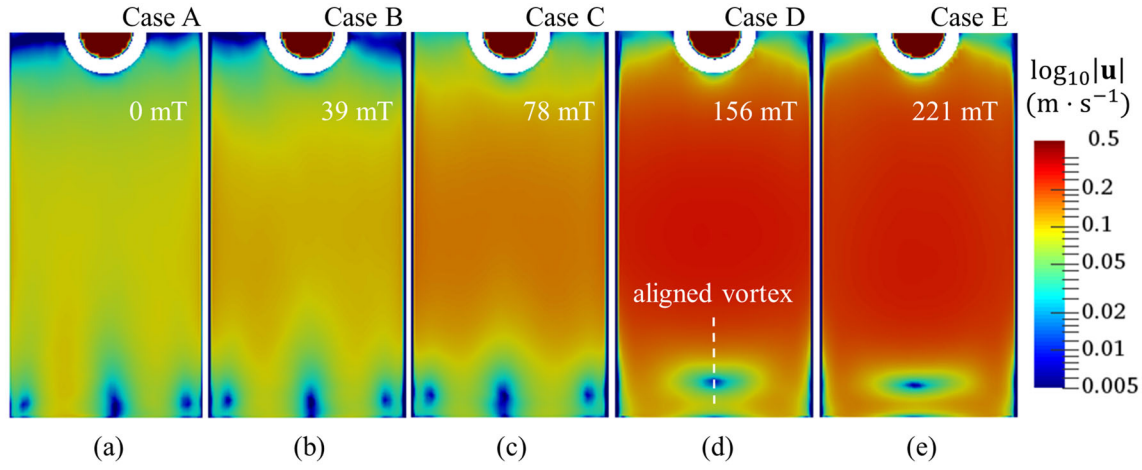 Case A
Case B
Case C
Case D
Case E
0 mT
39 mT
78 mT
156 mT
221 mT
aligned vortex
log₁₀|u|
(m · s⁻¹)
0.5
0.2
0.1
0.05
0.02
0.01
0.005
(a)
(b)
(c)
(d)
(e)